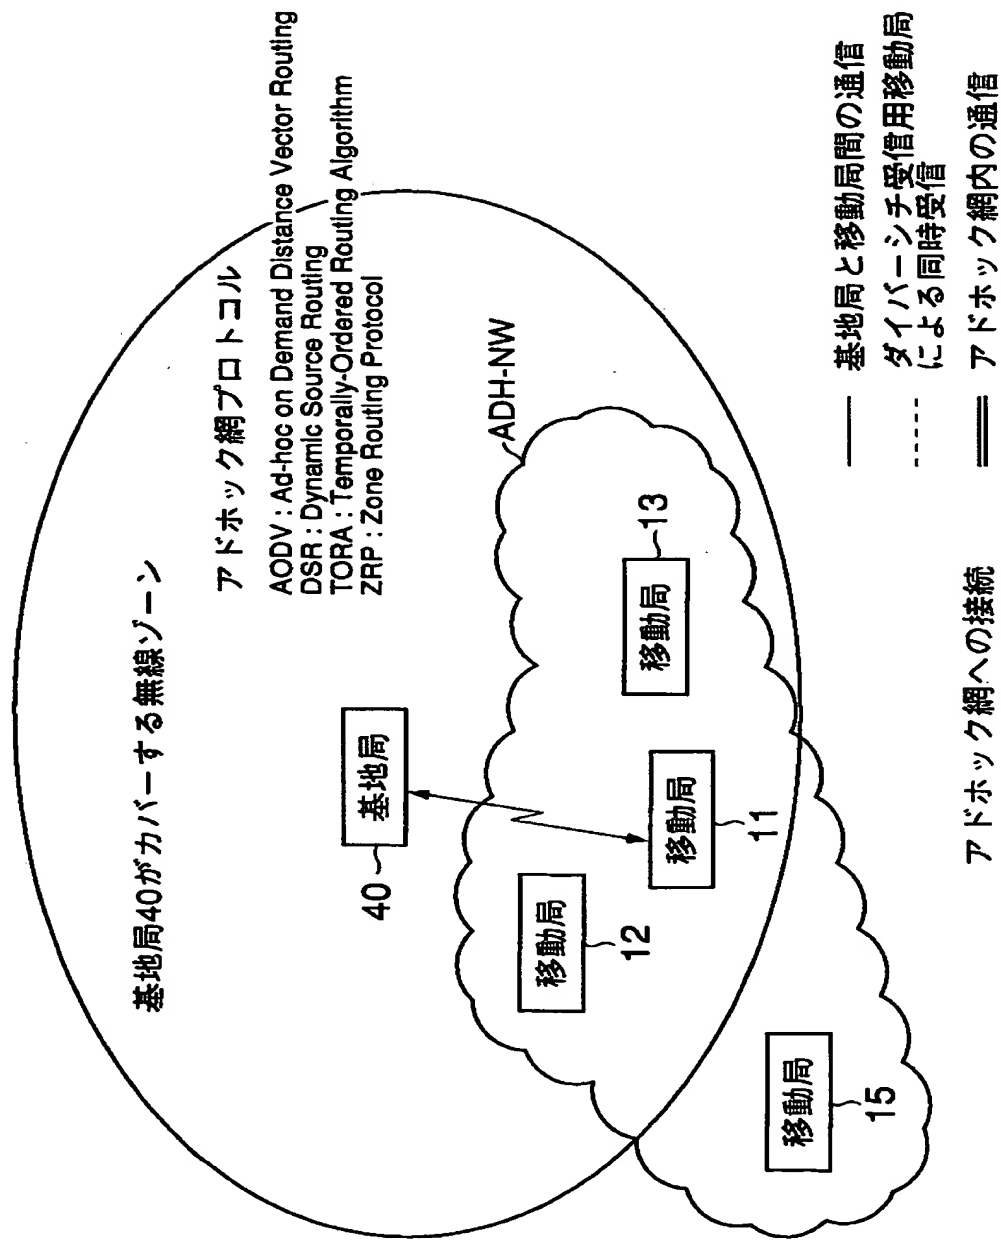 基地局40がカバーする無線ゾーン
アドホック網プロトコル
AODV : Ad-hoc on Demand Distance Vector Routing
DSR : Dynamic Source Routing
TORA : Temporally-Ordered Routing Algorithm
ZRP : Zone Routing Protocol
基地局
40
ADH-NW
移動局
12
移動局
11
移動局
13
移動局
15
基地局と移動局間の通信
ダイバーシチ受信用移動局
による同時受信
アドホック網内の通信
アドホック網への接続